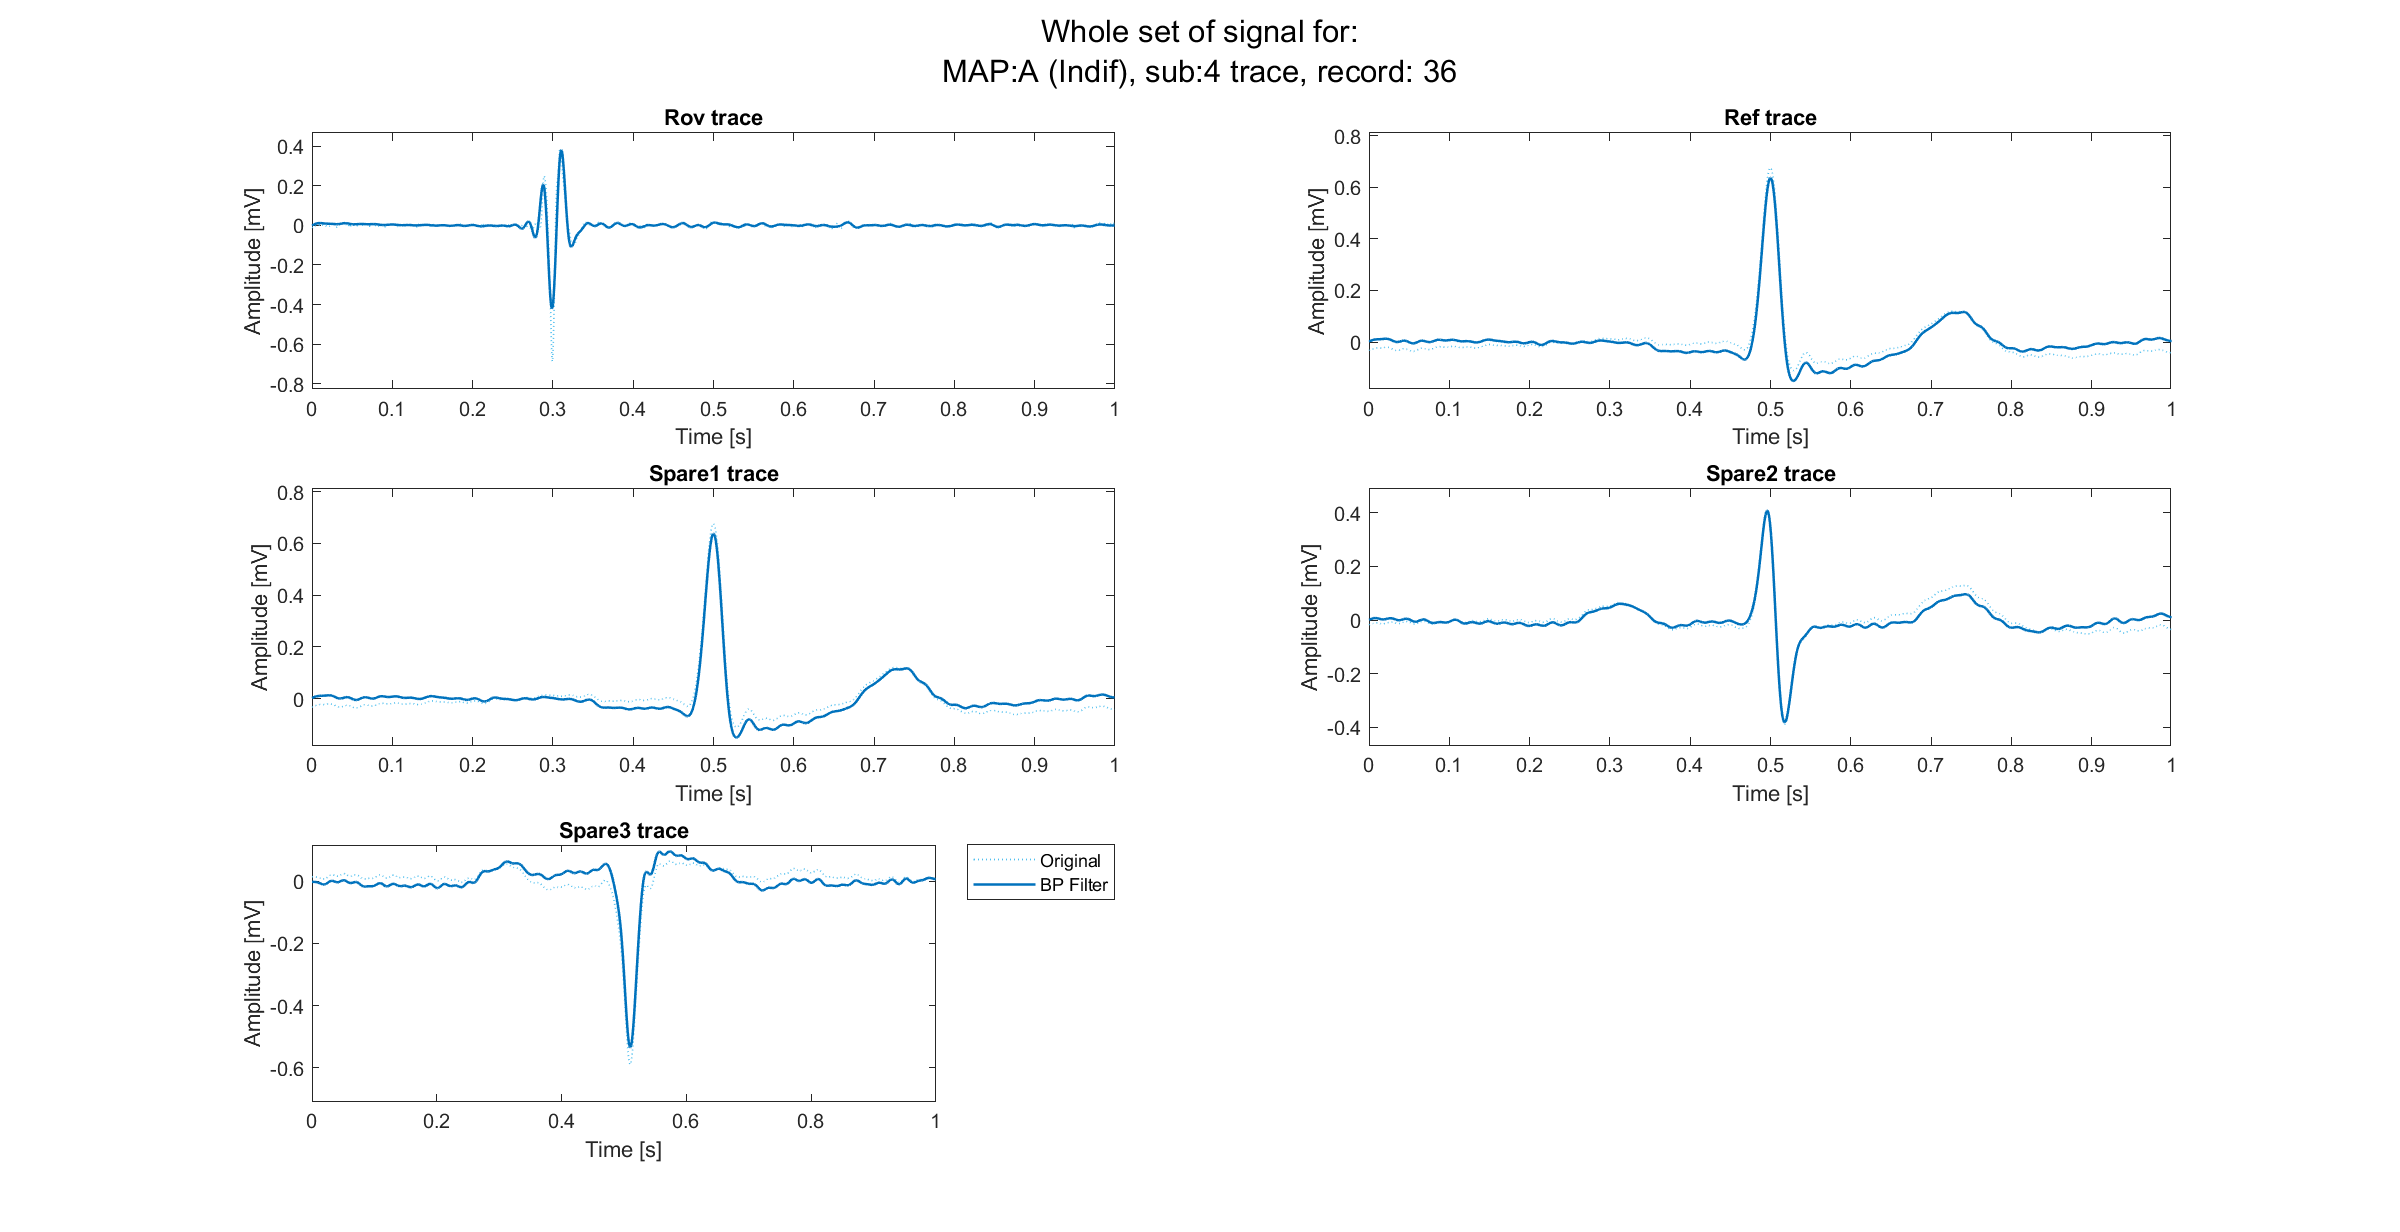 Whole set of signal for:
MAP:A (Indif), sub:4 trace, record: 36
Rov trace
0.4
0.2
0
-0.2
-0.4
-0.6
-0.8
Amplitude [mV]
0 0.1 0.2 0.3 0.4 0.5 0.6 0.7 0.8 0.9 1
Time [s]
Ref trace
0.8
0.6
0.4
0.2
0
Amplitude [mV]
0 0.1 0.2 0.3 0.4 0.5 0.6 0.7 0.8 0.9 1
Time [s]
Spare1 trace
0.8
0.6
0.4
0.2
0
Amplitude [mV]
0 0.1 0.2 0.3 0.4 0.5 0.6 0.7 0.8 0.9 1
Time [s]
Spare2 trace
0.4
0.2
0
-0.2
-0.4
Amplitude [mV]
0 0.1 0.2 0.3 0.4 0.5 0.6 0.7 0.8 0.9 1
Time [s]
Spare3 trace
0
-0.2
-0.4
-0.6
Amplitude [mV]
0 0.2 0.4 0.6 0.8 1
Time [s]
Original
BP Filter